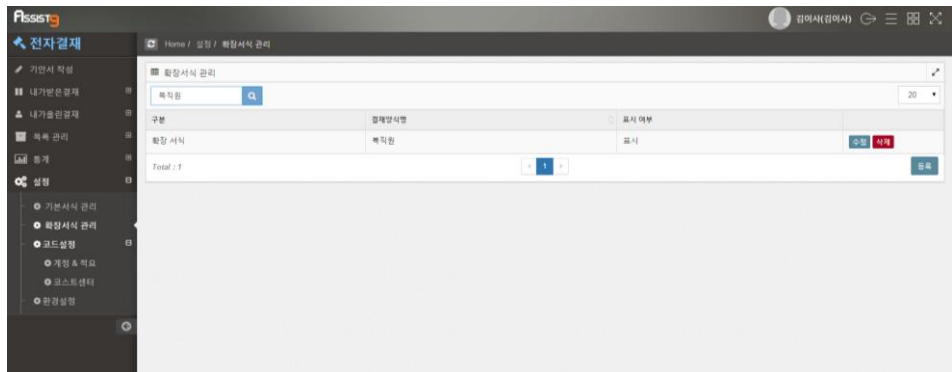 Assist9
김이사(김이사)
전자결재
Home / 설정 / 확장서식 관리
기안서 작성
내가받은결재
내가올린결재
목록 관리
통계
설정
기본서식 관리
확장서식 관리
코드설정
계정 & 적요
코스트센터
환경설정
확장서식 관리
복직원
20
구분 결재양식명 표시 여부
확장 서식 복직원 표시 수정 삭제
Total : 1
1
등록